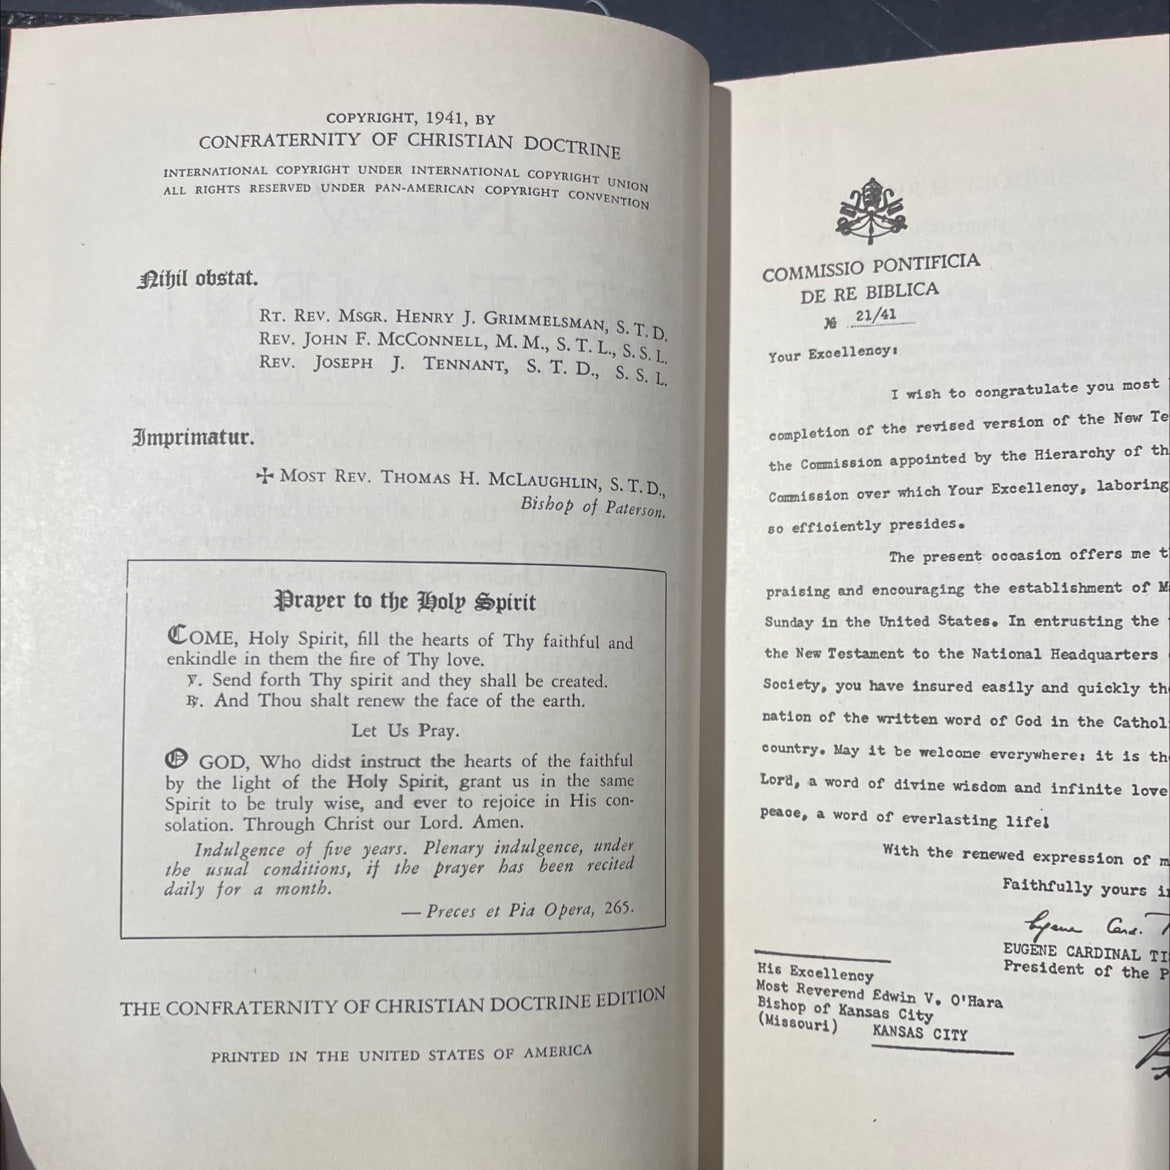 COPYRIGHT, 1941, BY
CONFRATERNITY OF CHRISTIAN DOCTRINE
INTERNATIONAL COPYRIGHT UNDER INTERNATIONAL COPYRIGHT UNION
ALL RIGHTS RESERVED UNDER PAN-AMERICAN COPYRIGHT CONVENTION
Nihil obstat.
RT. REV. MSGR. HENRY J. GRIMMELSMAN, S. T. D.
REV. JOHN F. MCCONNELL, M. M., S. T. L., S. S. L.
REV. JOSEPH J. TENNANT, S. T. D., S. S. L.
Imprimatur.
✠ MOST REV. THOMAS H. MCLAUGHLIN, S. T. D.,
Bishop of Paterson.
Prayer to the Holy Spirit
COME, Holy Spirit, fill the hearts of Thy faithful and
enkindle in them the fire of Thy love.
℣. Send forth Thy spirit and they shall be created.
℟. And Thou shalt renew the face of the earth.
Let Us Pray.
O GOD, Who didst instruct the hearts of the faithful
by the light of the Holy Spirit, grant us in the same
Spirit to be truly wise, and ever to rejoice in His con-
solation. Through Christ our Lord. Amen.
Indulgence of five years. Plenary indulgence, under
the usual conditions, if the prayer has been recited
daily for a month.
— Preces et Pia Opera, 265.
THE CONFRATERNITY OF CHRISTIAN DOCTRINE EDITION
PRINTED IN THE UNITED STATES OF AMERICA
COMMISSIO PONTIFICIA
DE RE BIBLICA
№ 21/41
Your Excellency:
I wish to congratulate you most
completion of the revised version of the New Te
the Commission appointed by the Hierarchy of th
Commission over which Your Excellency, laboring
so efficiently presides.
The present occasion offers me t
praising and encouraging the establishment of
Sunday in the United States. In entrusting the
the New Testament to the National Headquarters
Society, you have insured easily and quickly th
nation of the written word of God in the Cathol
country. May it be welcome everywhere: it is th
Lord, a word of divine wisdom and infinite love
peace, a word of everlasting life!
With the renewed expression of m
Faithfully yours i
Eugene Card. T
EUGENE CARDINAL TI
President of the P
His Excellency
Most Reverend Edwin V. O'Hara
Bishop of Kansas City
(Missouri) KANSAS CITY